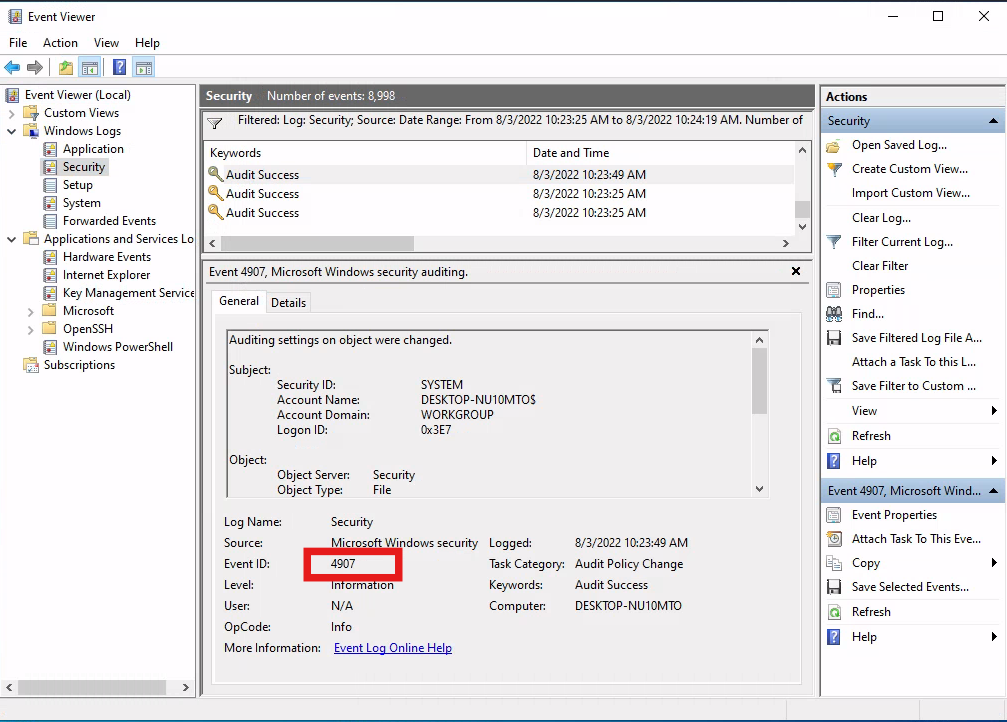 Event Viewer
File Action View Help
Event Viewer (Local)
Custom Views
Windows Logs
Application
Security
Setup
System
Forwarded Events
Applications and Services Lo
Hardware Events
Internet Explorer
Key Management Service
Microsoft
OpenSSH
Windows PowerShell
Subscriptions
Security Number of events: 8,998
Filtered: Log: Security; Source: Date Range: From 8/3/2022 10:23:25 AM to 8/3/2022 10:24:19 AM. Number of
Keywords Date and Time
Audit Success 8/3/2022 10:23:49 AM
Audit Success 8/3/2022 10:23:25 AM
Audit Success 8/3/2022 10:23:25 AM
Event 4907, Microsoft Windows security auditing.
General Details
Auditing settings on object were changed.
Subject:
Security ID: SYSTEM
Account Name: DESKTOP-NU10MTO$
Account Domain: WORKGROUP
Logon ID: 0x3E7
Object:
Object Server: Security
Object Type: File
Log Name: Security
Source: Microsoft Windows security Logged: 8/3/2022 10:23:49 AM
Event ID: 4907 Task Category: Audit Policy Change
Level: Information Keywords: Audit Success
User: N/A Computer: DESKTOP-NU10MTO
OpCode: Info
More Information: Event Log Online Help
Actions
Security
Open Saved Log...
Create Custom View...
Import Custom View...
Clear Log...
Filter Current Log...
Clear Filter
Properties
Find...
Save Filtered Log File A...
Attach a Task To this L...
Save Filter to Custom ...
View
Refresh
Help
Event 4907, Microsoft Wind...
Event Properties
Attach Task To This Eve...
Copy
Save Selected Events...
Refresh
Help